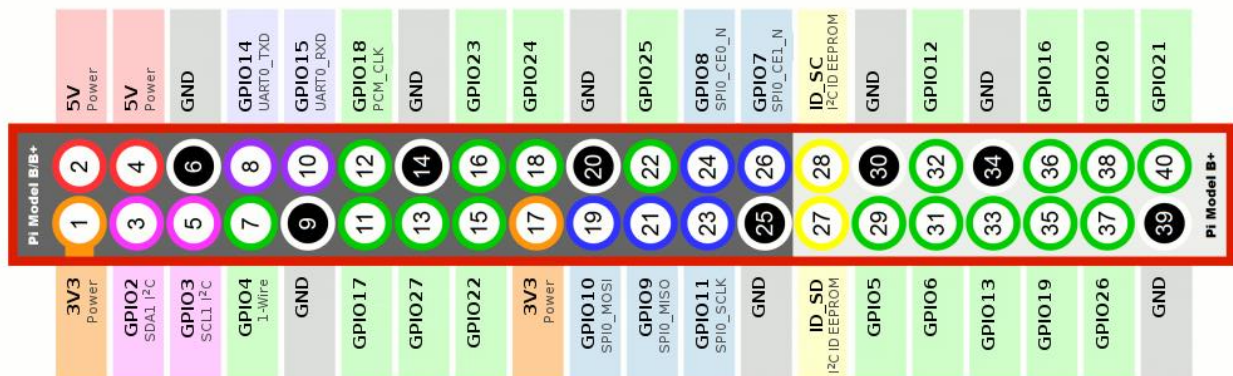 5V
Power
5V
Power
GND
GPIO14
UART0_TXD
GPIO15
UART0_RXD
GPIO18
PCM_CLK
GND
GPIO23
GPIO24
GND
GPIO25
GPIO8
SPI0_CE0_N
GPIO7
SPI0_CE1_N
ID_SC
I²C ID EEPROM
GND
GPIO12
GND
GPIO16
GPIO20
GPIO21
Pi Model B/B+
2 4 6 8 10 12 14 16 18 20 22 24 26 28 30 32 34 36 38 40
1 3 5 7 9 11 13 15 17 19 21 23 25 27 29 31 33 35 37 39
Pi Model B+
3V3
Power
GPIO2
SDA1 I²C
GPIO3
SCL1 I²C
GPIO4
1-Wire
GND
GPIO17
GPIO27
GPIO22
3V3
Power
GPIO10
SPI0_MOSI
GPIO9
SPI0_MISO
GPIO11
SPI0_SCLK
GND
ID_SD
I²C ID EEPROM
GPIO5
GPIO6
GPIO13
GPIO19
GPIO26
GND